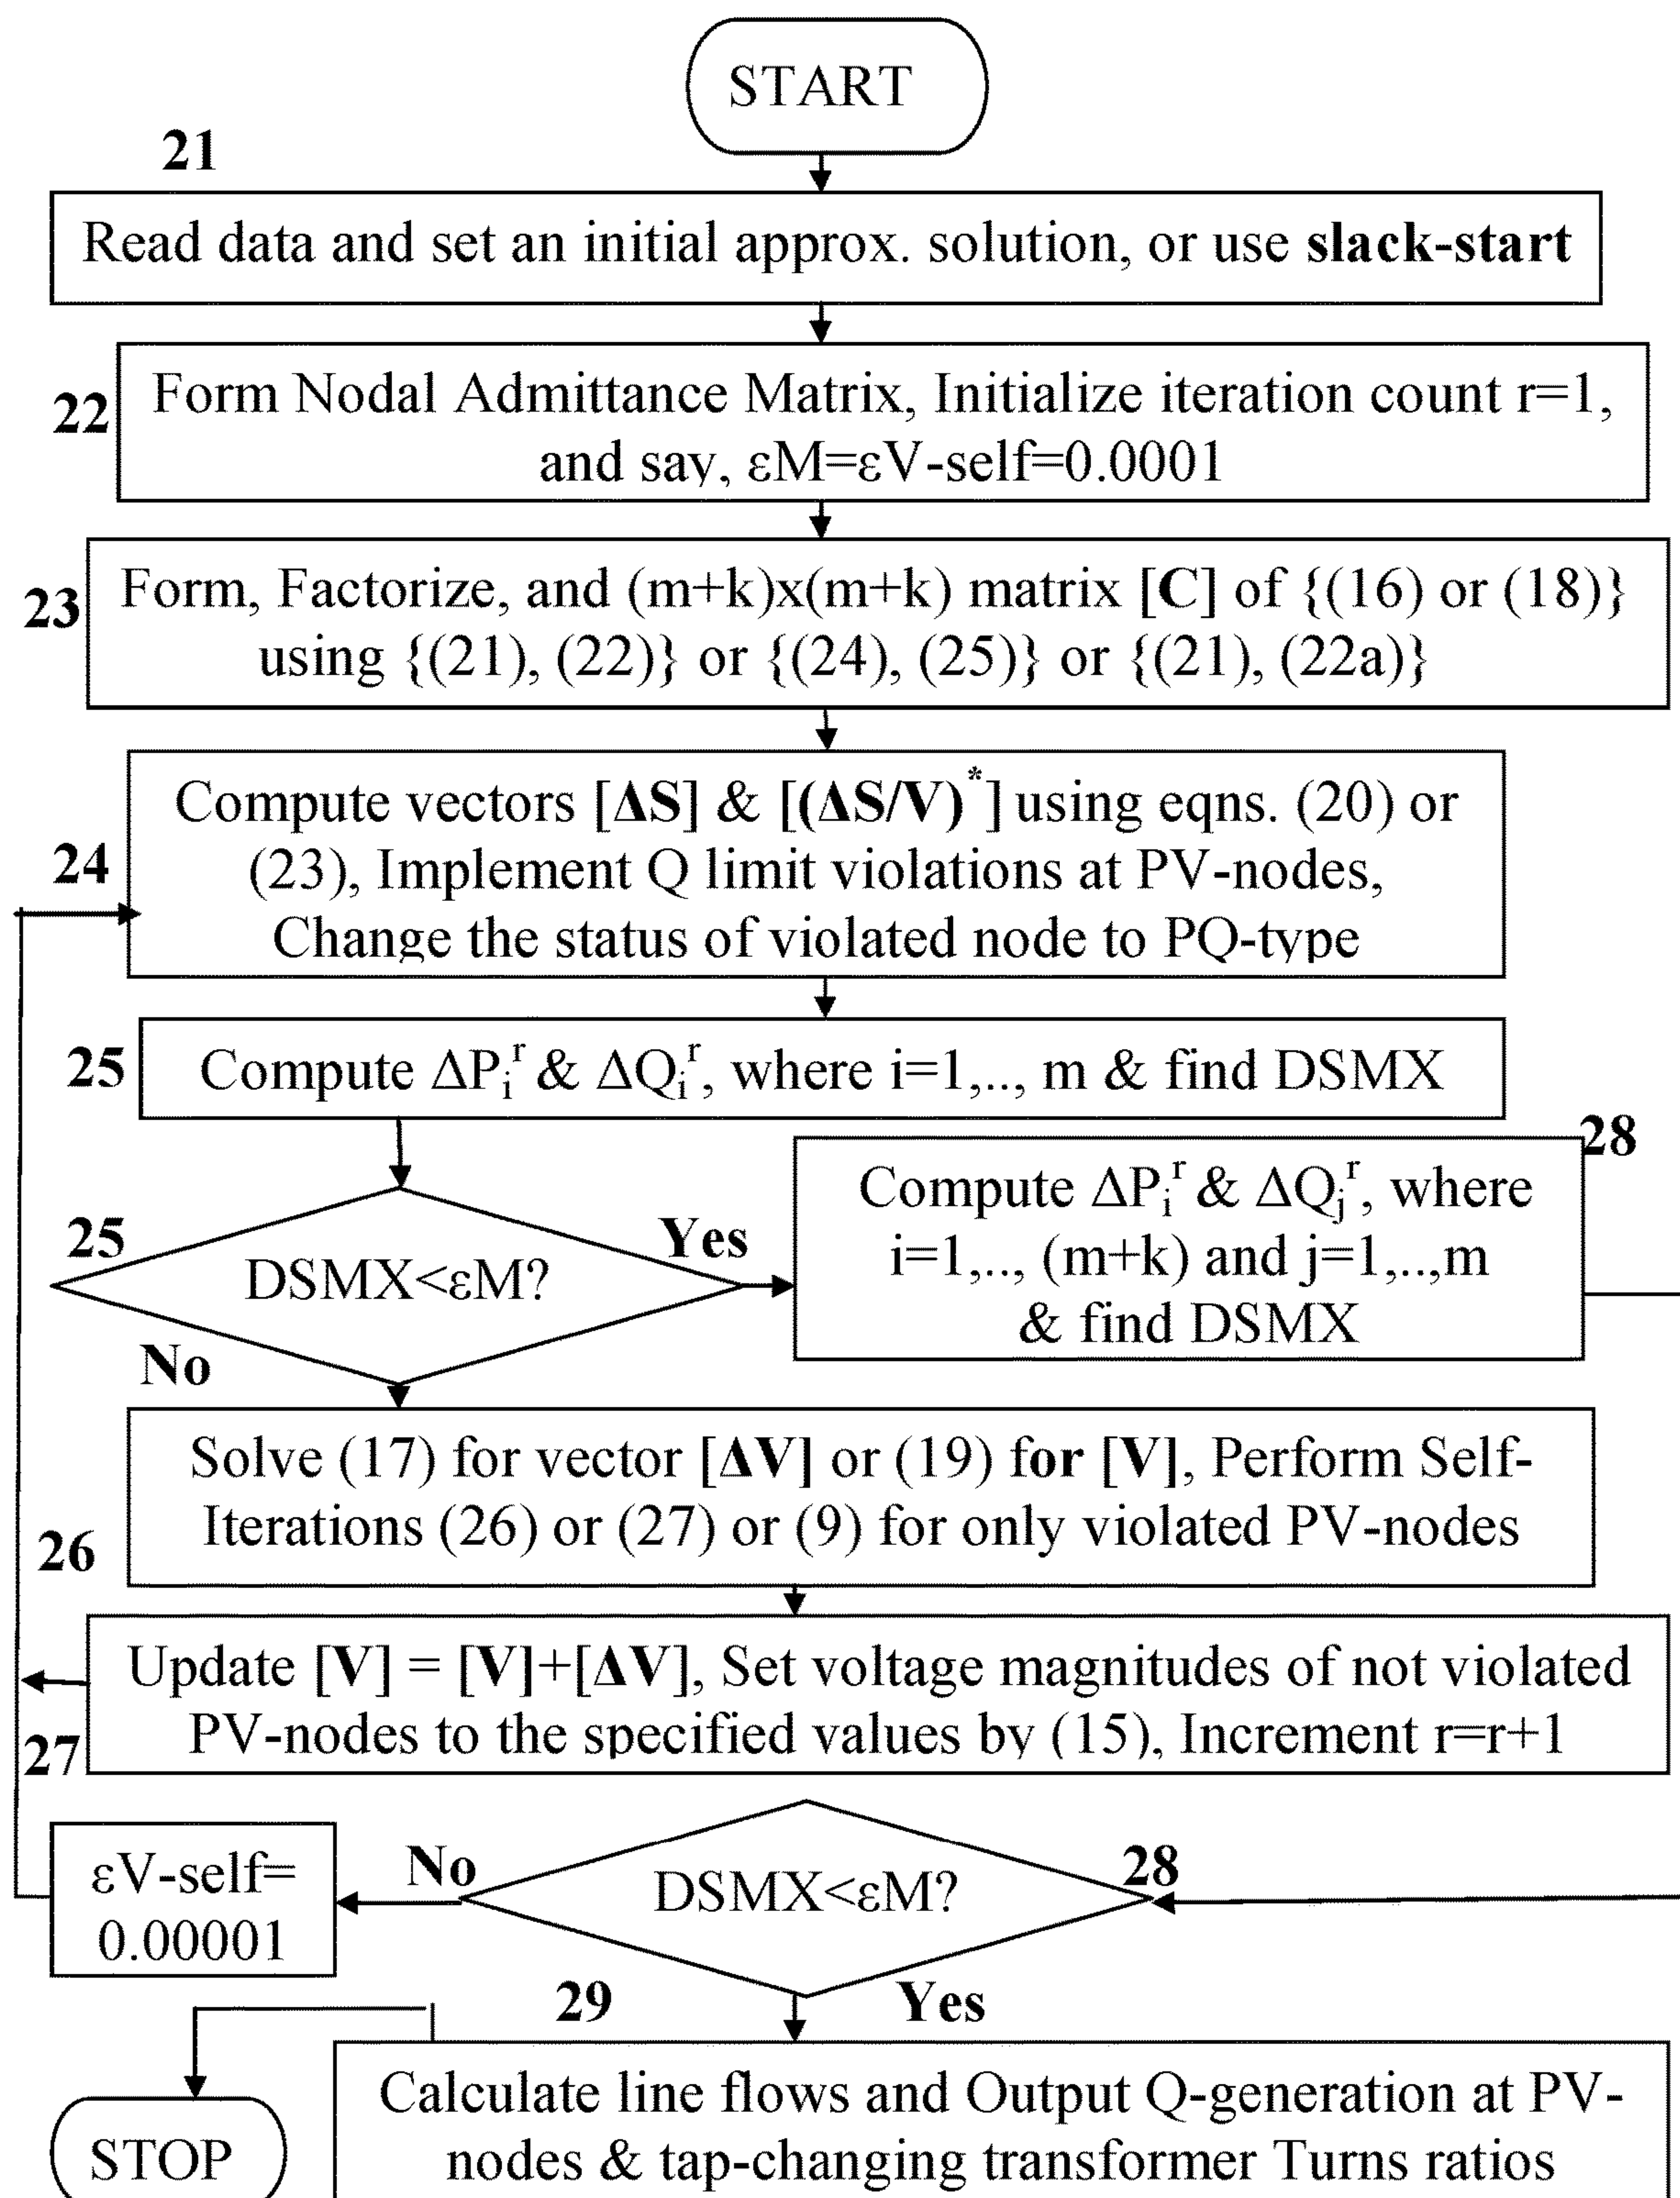 START
21
Read data and set an initial approx. solution, or use slack-start
22
Form Nodal Admittance Matrix, Initialize iteration count r=1,
and say, εM=εV-self=0.0001
23
Form, Factorize, and (m+k)x(m+k) matrix [C] of {(16) or (18)}
using {(21), (22)} or {(24), (25)} or {(21), (22a)}
24
Compute vectors [ΔS] & [(ΔS/V)*] using eqns. (20) or
(23), Implement Q limit violations at PV-nodes,
Change the status of violated node to PQ-type
25
Compute ΔPᵢʳ & ΔQᵢʳ, where i=1,.., m & find DSMX
28
Compute ΔPᵢʳ & ΔQⱼʳ, where
i=1,.., (m+k) and j=1,..,m
& find DSMX
25
DSMX<εM?
Yes
No
Solve (17) for vector [ΔV] or (19) for [V], Perform Self-
Iterations (26) or (27) or (9) for only violated PV-nodes
26
Update [V] = [V]+[ΔV], Set voltage magnitudes of not violated
PV-nodes to the specified values by (15), Increment r=r+1
27
εV-self=
0.00001
No
DSMX<εM?
28
29
Yes
STOP
Calculate line flows and Output Q-generation at PV-
nodes & tap-changing transformer Turns ratios